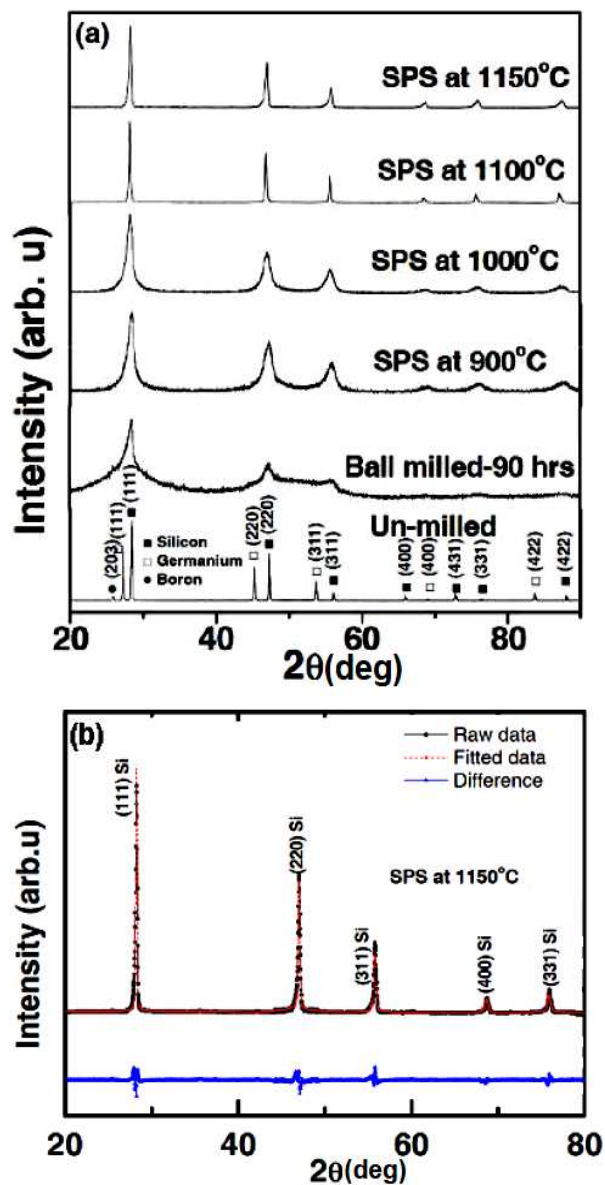 (a)
SPS at 1150°C
SPS at 1100°C
SPS at 1000°C
SPS at 900°C
Ball milled-90 hrs
Un-milled
Intensity (arb. u)
(203)
(111)
(111)
■ Silicon
□ Germanium
● Boron
(220)
(220)
(311)
(311)
(400)
(400)
(431)
(331)
(422)
(422)
20 40 60 80
2θ(deg)
(b)
Raw data
Fitted data
Difference
(111) Si
(220) Si
SPS at 1150°C
(311) Si
(400) Si
(331) Si
Intensity (arb.u)
20 40 60 80
2θ(deg)